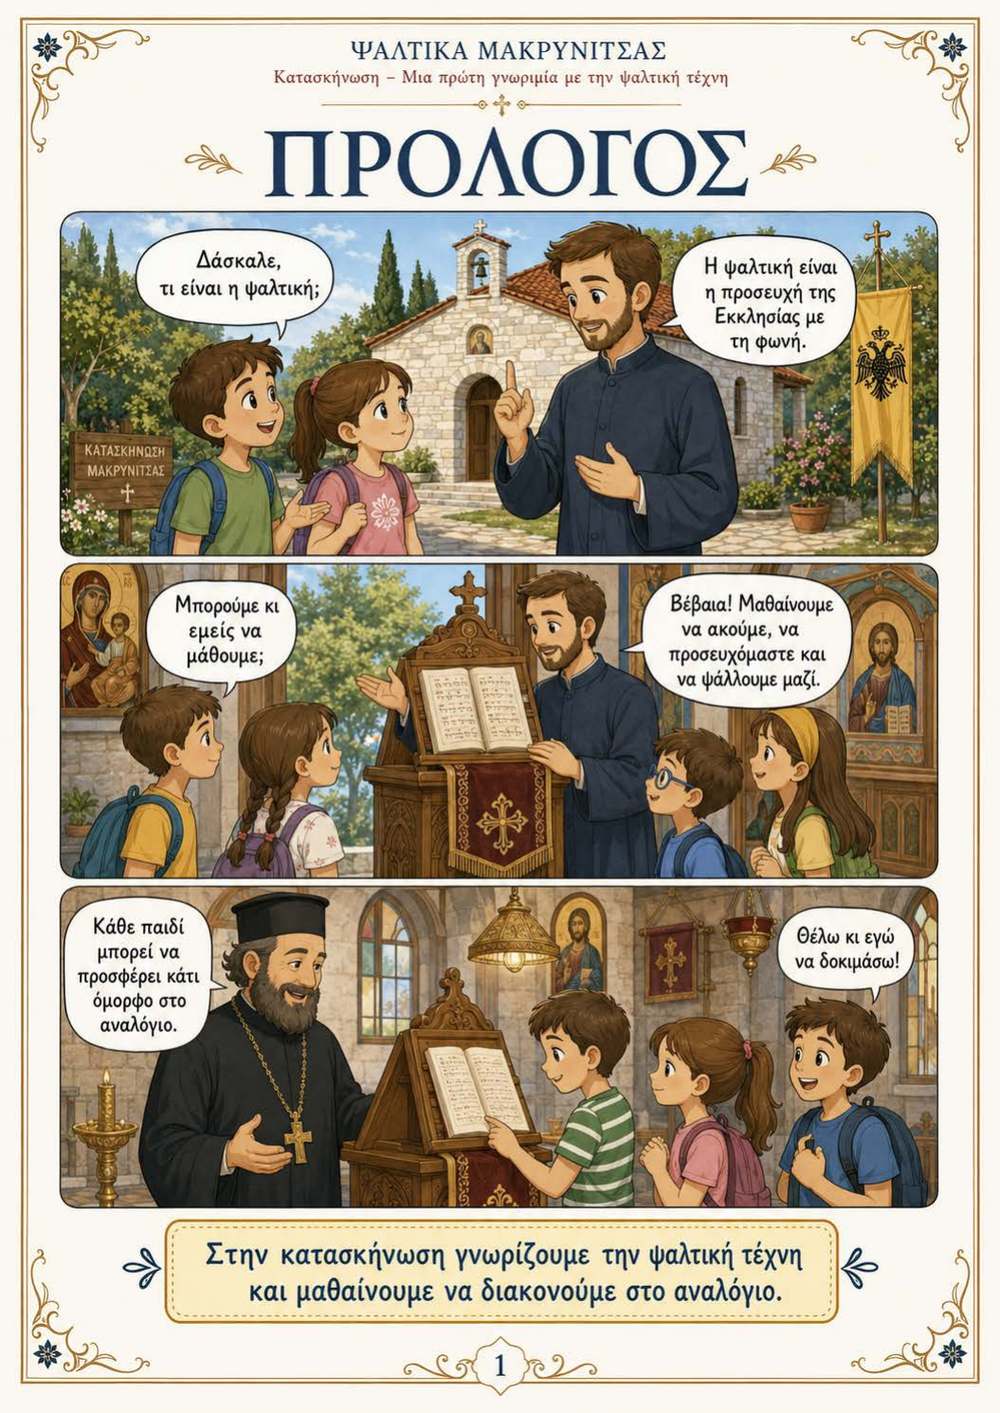 ΨΑΛΤΙΚΑ ΜΑΚΡΥΝΙΤΣΑΣ
Κατασκήνωση – Μια πρώτη γνωριμία με την ψαλτική τέχνη
ΠΡΟΛΟΓΟΣ
Δάσκαλε,
τι είναι η ψαλτική;
Η ψαλτική είναι
η προσευχή της
Εκκλησίας με
τη φωνή.
ΚΑΤΑΣΚΗΝΩΣΗ
ΜΑΚΡΥΝΙΤΣΑΣ
Μπορούμε κι
εμείς να
μάθουμε;
Βέβαια! Μαθαίνουμε
να ακούμε, να
προσευχόμαστε και
να ψάλλουμε μαζί.
Κάθε παιδί
μπορεί να
προσφέρει κάτι
όμορφο στο
αναλόγιο.
Θέλω κι εγώ
να δοκιμάσω!
Στην κατασκήνωση γνωρίζουμε την ψαλτική τέχνη
και μαθαίνουμε να διακονούμε στο αναλόγιο.
1